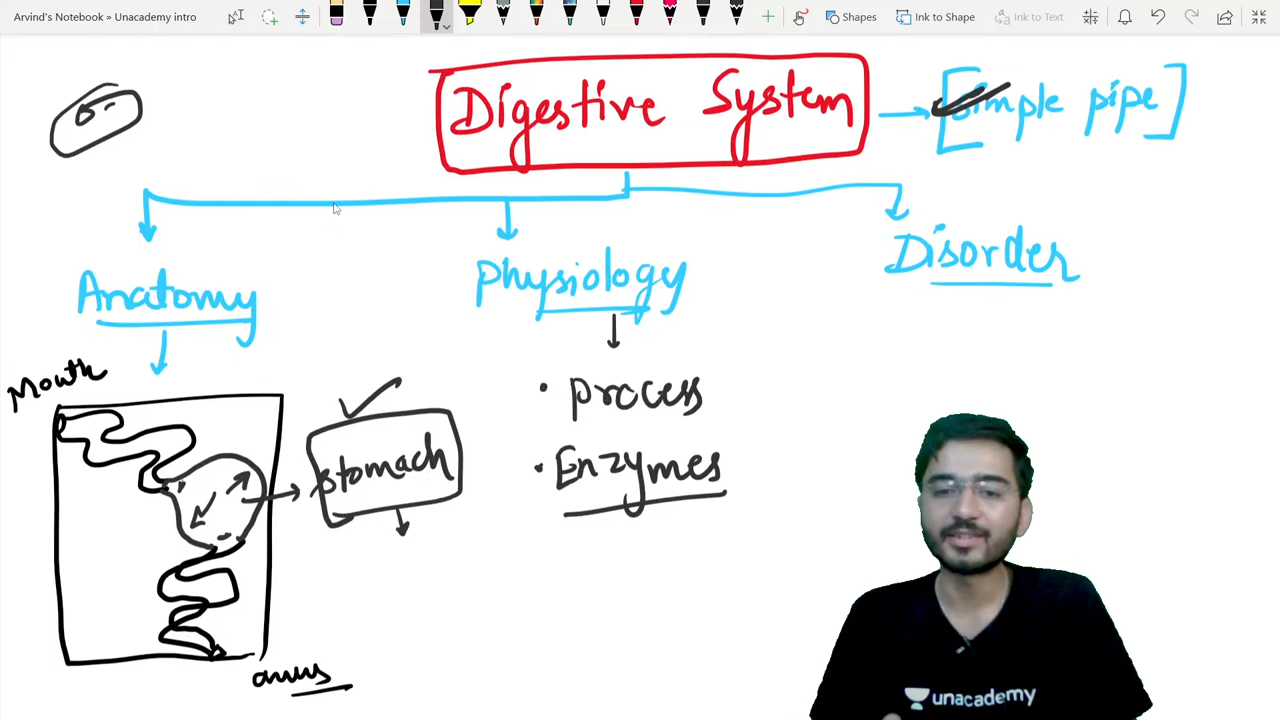 Arvind's Notebook » Unacademy intro
Shapes
Ink to Shape
Ink to Text
Digestive System
[simple pipe]
Anatomy
Physiology
Disorder
Mouth
stomach
• Process
• Enzymes
anus
unacademy